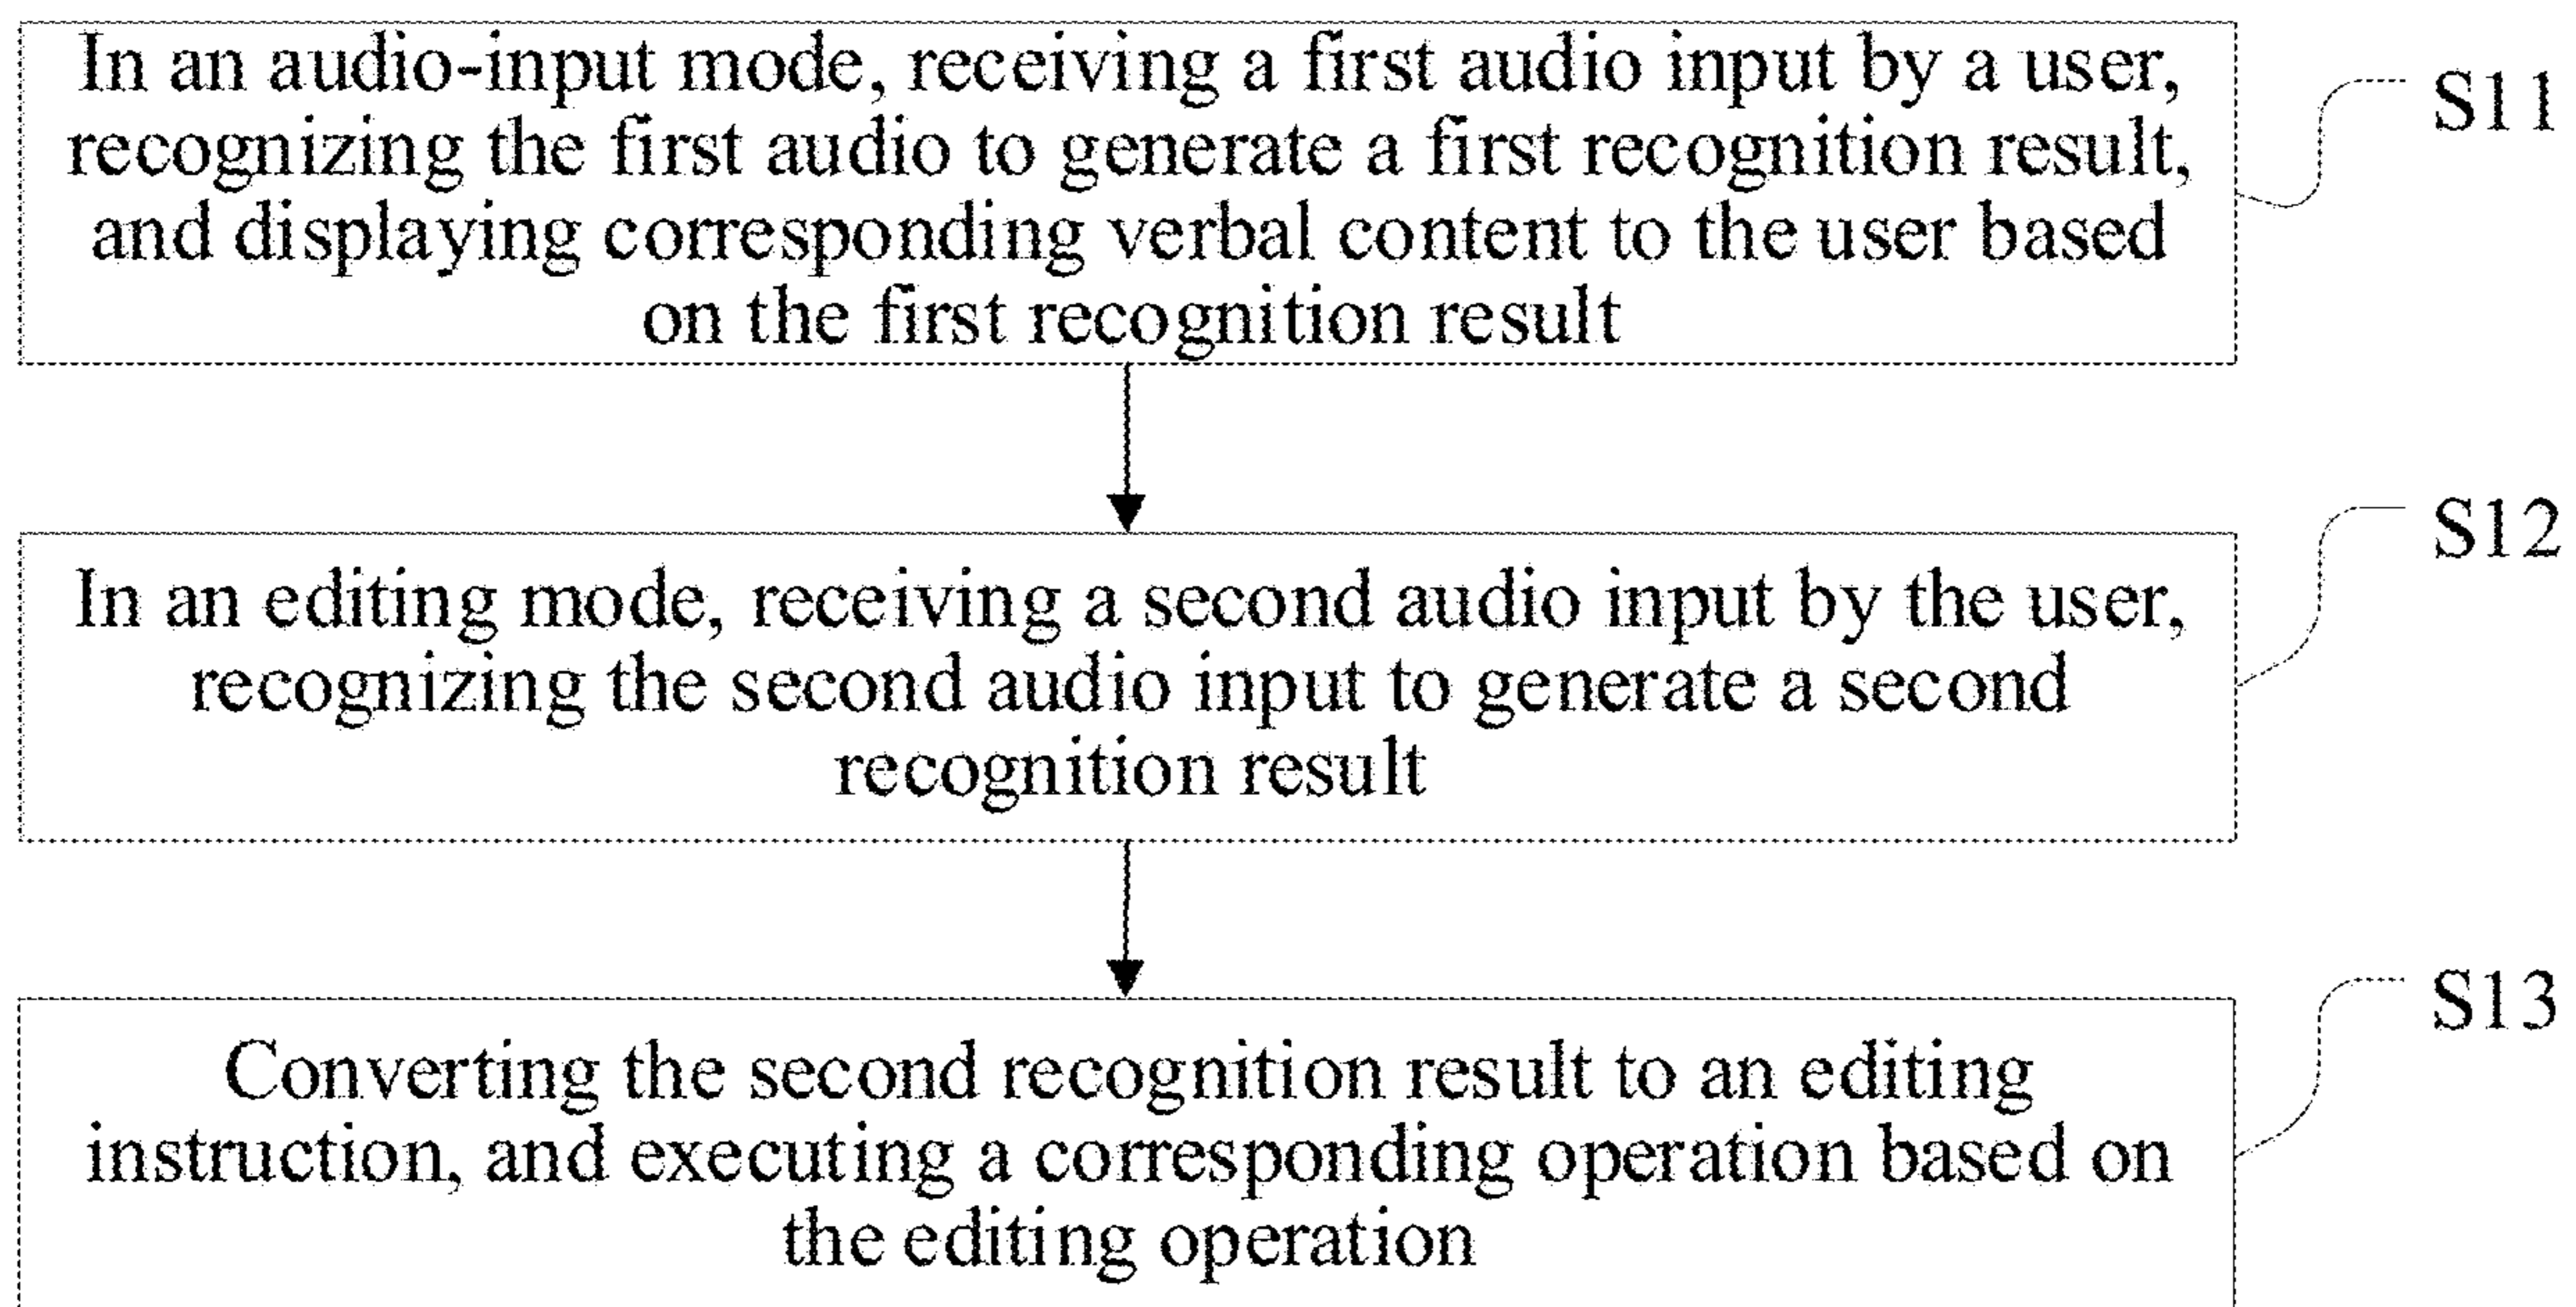 In an audio-input mode, receiving a first audio input by a user,
recognizing the first audio to generate a first recognition result,
and displaying corresponding verbal content to the user based
on the first recognition result
S11
In an editing mode, receiving a second audio input by the user,
recognizing the second audio input to generate a second
recognition result
S12
Converting the second recognition result to an editing
instruction, and executing a corresponding operation based on
the editing operation
S13